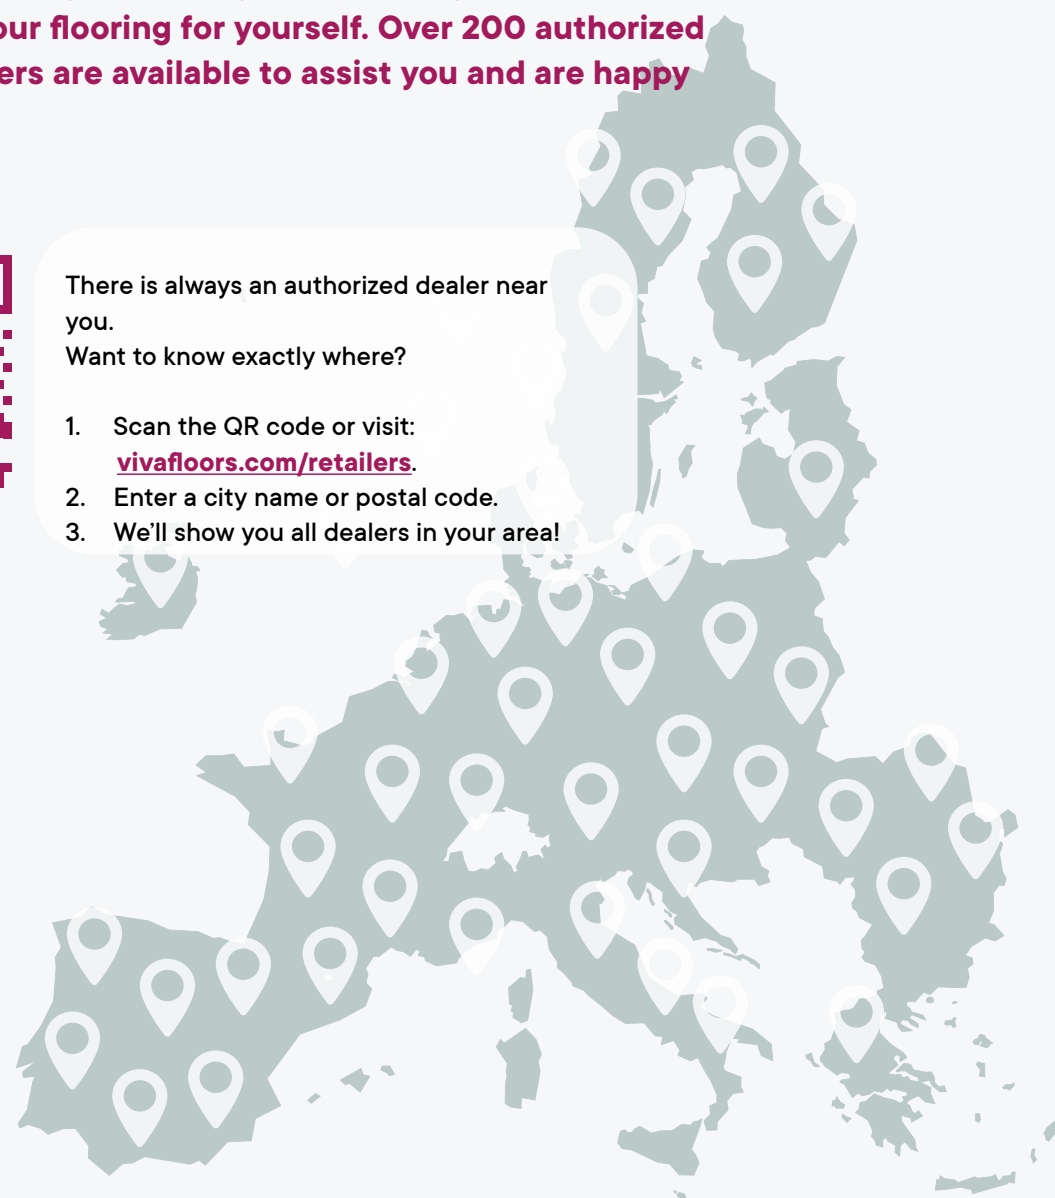 our flooring for yourself. Over 200 authorized
ers are available to assist you and are happy
There is always an authorized dealer near
you.
Want to know exactly where?
1. Scan the QR code or visit:
vivafloors.com/retailers.
2. Enter a city name or postal code.
3. We’ll show you all dealers in your area!